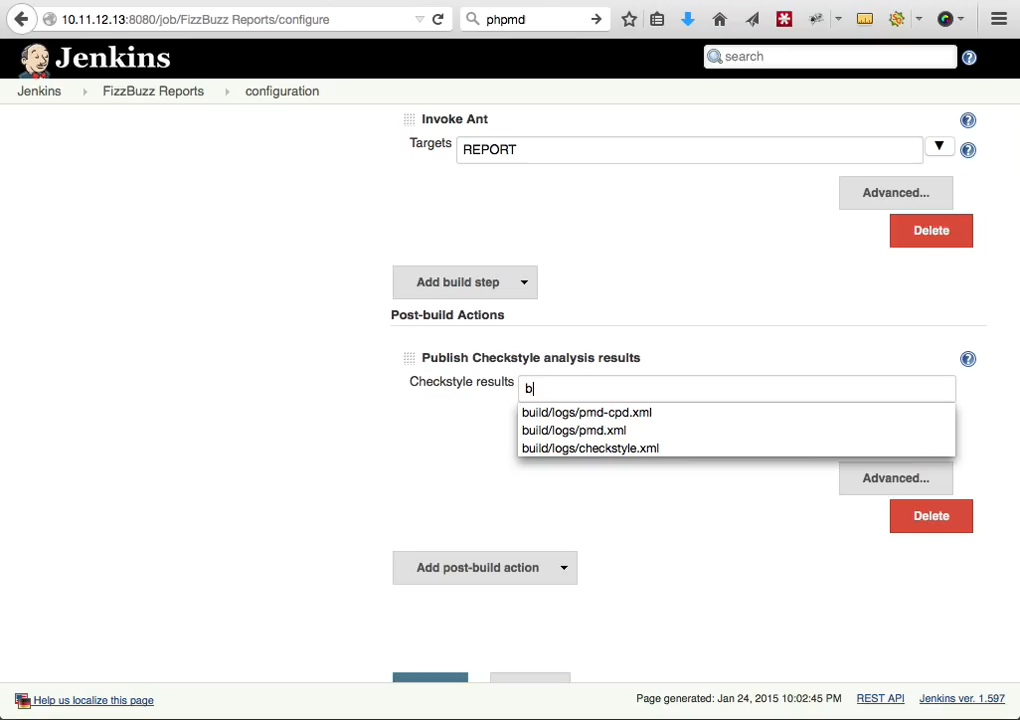 10.11.12.13:8080/job/FizzBuzz Reports/configure
phpmd
Jenkins
search
Jenkins
FizzBuzz Reports
configuration
Invoke Ant
Targets
REPORT
Advanced...
Delete
Add build step
Post-build Actions
Publish Checkstyle analysis results
Checkstyle results
b
build/logs/pmd-cpd.xml
build/logs/pmd.xml
build/logs/checkstyle.xml
Advanced...
Delete
Add post-build action
Help us localize this page
Page generated: Jan 24, 2015 10:02:45 PM
REST API
Jenkins ver. 1.597